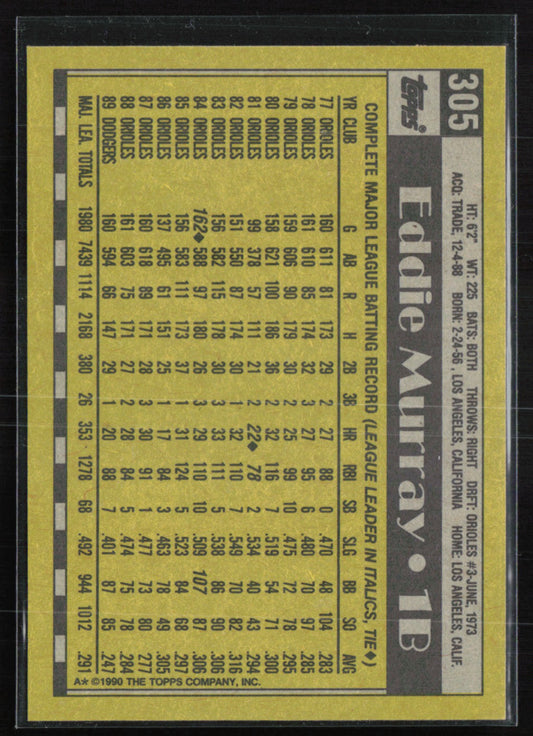 305 HT: 6'2" WT: 225 BATS: BOTH THROWS: RIGHT DRFT: ORIOLES #3-JUNE, 1973
ACQ: TRADE, 12-4-88 BORN: 2-24-56, LOS ANGELES, CALIFORNIA HOME: LOS ANGELES, CALIF.
Topps Eddie Murray • 1B
COMPLETE MAJOR LEAGUE BATTING RECORD (LEAGUE LEADER IN ITALICS, TIE♦)
YR CLUB G AB R H 2B 3B HR RBI SB SLG BB SO AVG
77 ORIOLES 160 611 81 173 29 2 27 88 0 .470 48 104 .283
78 ORIOLES 161 610 85 174 32 3 27 95 6 .480 70 97 .285
79 ORIOLES 159 606 90 179 30 2 25 99 10 .475 72 78 .295
80 ORIOLES 158 621 100 186 36 2 32 116 7 .519 54 71 .300
81 ORIOLES 99 378 57 111 21 2 22♦ 78 2 .534 40 43 .294
82 ORIOLES 151 550 87 174 30 1 32 110 7 .549 70 82 .316
83 ORIOLES 156 582 115 178 30 3 33 111 5 .538 86 90 .306
84 ORIOLES 162♦ 588 97 180 26 3 29 110 10 .509 107 87 .306
85 ORIOLES 156 583 111 173 37 1 31 124 5 .523 84 68 .297
86 ORIOLES 137 495 61 151 25 1 17 84 3 .463 78 49 .305
87 ORIOLES 160 618 89 171 28 3 30 91 1 .477 73 80 .277
88 ORIOLES 161 603 75 171 27 2 28 84 5 .474 75 78 .284
89 DODGERS 160 594 66 147 29 1 20 88 7 .401 87 85 .247
MAJ. LEA. TOTALS 1980 7439 1114 2168 380 26 353 1278 68 .492 944 1012 .291
A* ©1990 THE TOPPS COMPANY, INC.